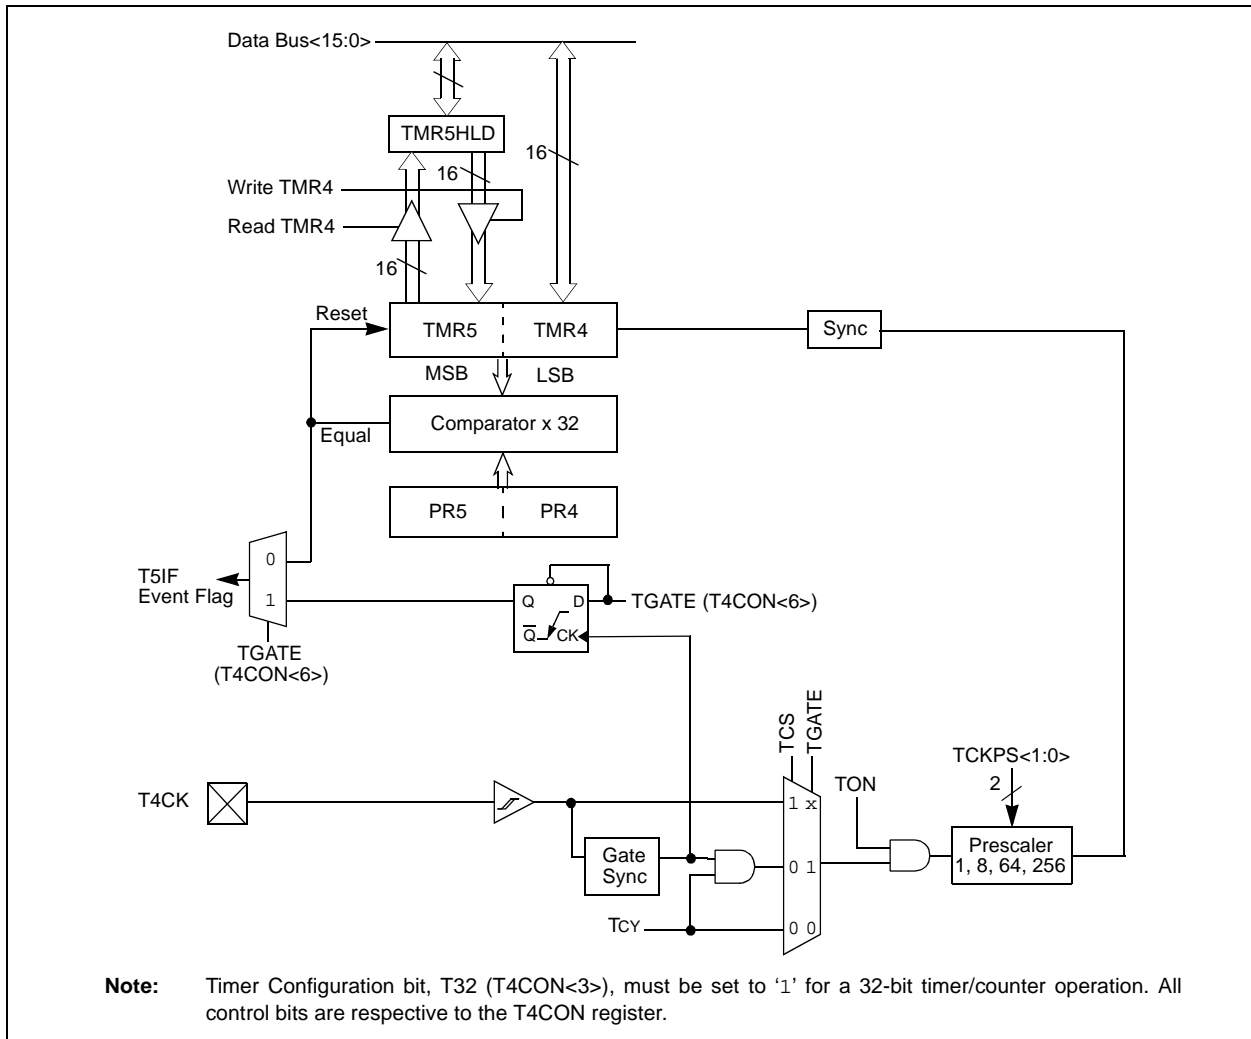 Data Bus<15:0>
TMR5HLD
16
16
Write TMR4
Read TMR4
16
Reset
TMR5
TMR4
Sync
MSB
LSB
Equal
Comparator x 32
PR5
PR4
0
1
T5IF
Event Flag
Q
D
TGATE (T4CON<6>)
Q
CK
TGATE
(T4CON<6>)
TCS
TGATE
TCKPS<1:0>
2
TON
T4CK
1 x
Gate
Sync
0 1
Prescaler
1, 8, 64, 256
TCY
0 0
Note: Timer Configuration bit, T32 (T4CON<3>), must be set to ‘1’ for a 32-bit timer/counter operation. All
control bits are respective to the T4CON register.